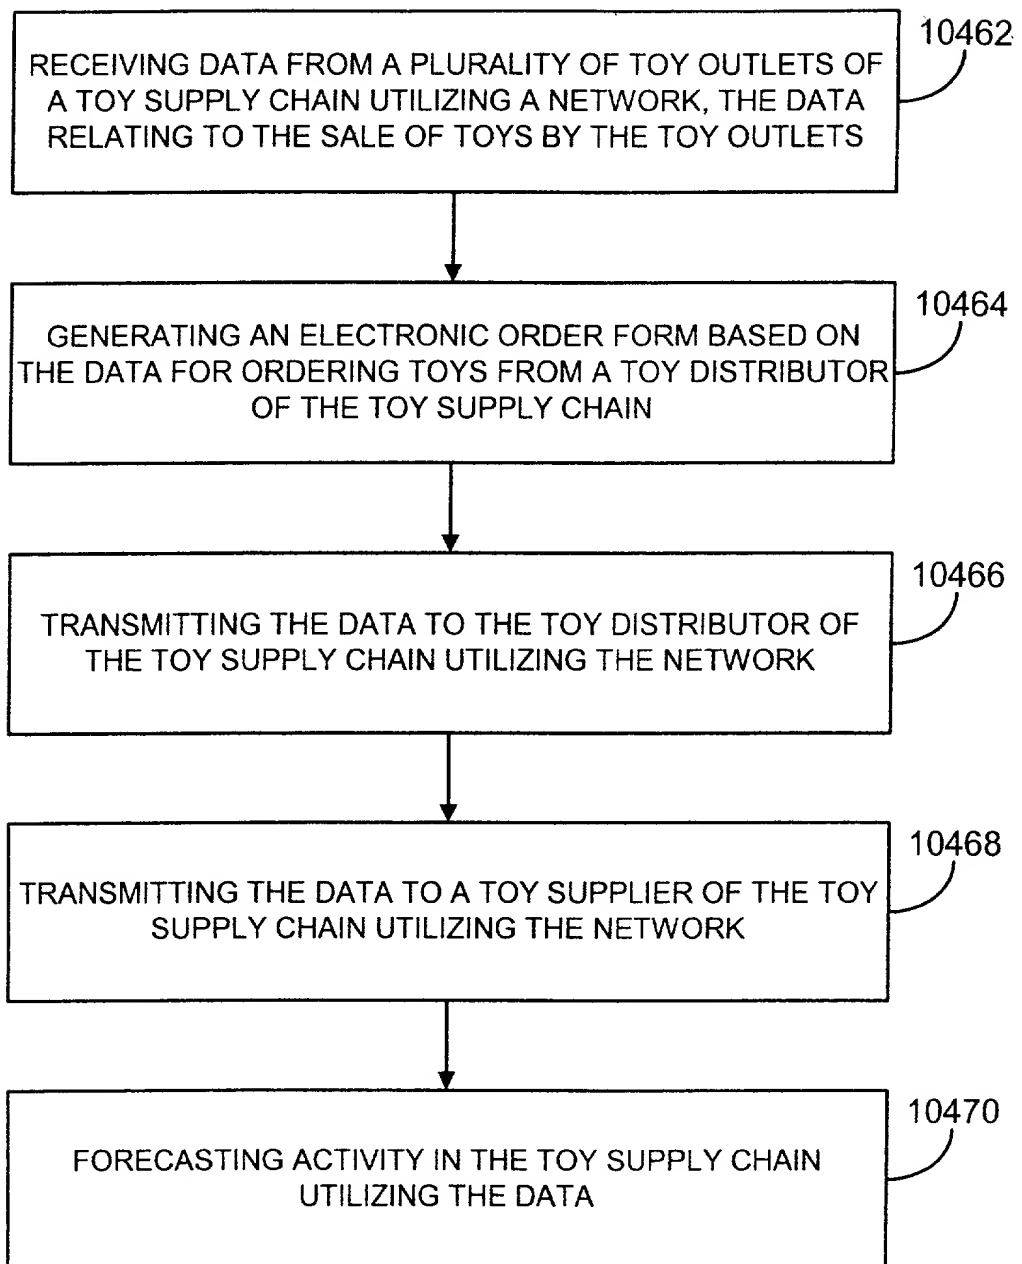 10462
RECEIVING DATA FROM A PLURALITY OF TOY OUTLETS OF
A TOY SUPPLY CHAIN UTILIZING A NETWORK, THE DATA
RELATING TO THE SALE OF TOYS BY THE TOY OUTLETS
10464
GENERATING AN ELECTRONIC ORDER FORM BASED ON
THE DATA FOR ORDERING TOYS FROM A TOY DISTRIBUTOR
OF THE TOY SUPPLY CHAIN
10466
TRANSMITTING THE DATA TO THE TOY DISTRIBUTOR OF
THE TOY SUPPLY CHAIN UTILIZING THE NETWORK
10468
TRANSMITTING THE DATA TO A TOY SUPPLIER OF THE TOY
SUPPLY CHAIN UTILIZING THE NETWORK
10470
FORECASTING ACTIVITY IN THE TOY SUPPLY CHAIN
UTILIZING THE DATA